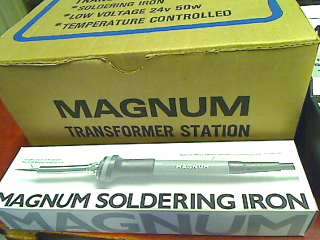 *SOLDERING IRON
*LOW VOLTAGE 24v 50w
*TEMPERATURE CONTROLLED
MAGNUM
TRANSFORMER STATION
MAGNUM
MAGNUM SOLDERING IRON
MAGNUM